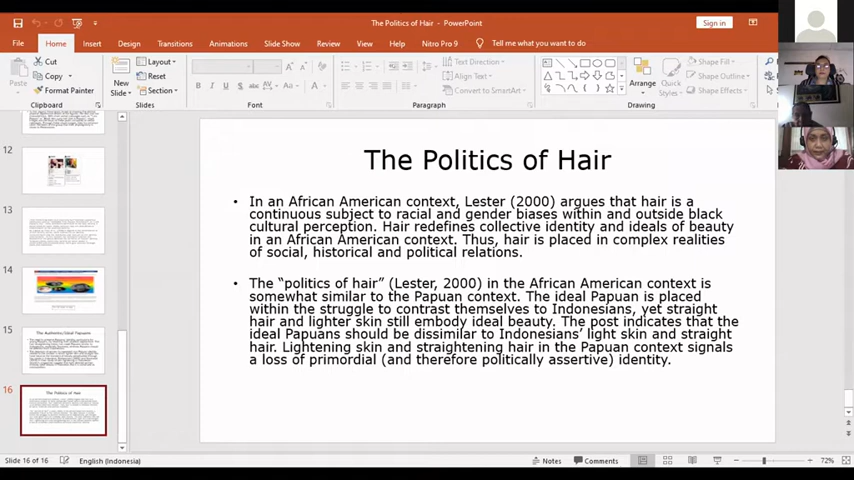 The Politics of Hair - PowerPoint
Sign in
File Home Insert Design Transitions Animations Slide Show Review View Help Nitro Pro 9 Tell me what you want to do
Paste
Cut
Copy
Format Painter
Clipboard
New Slide
Layout
Reset
Section
Slides
B I U S
Font
Text Direction
Align Text
Convert to SmartArt
Paragraph
Arrange
Quick Styles
Shape Fill
Shape Outline
Shape Effects
Drawing
12
13
14
15
The Authentic/Ideal Papuans
16
The Politics of Hair
The Politics of Hair
• In an African American context, Lester (2000) argues that hair is a
continuous subject to racial and gender biases within and outside black
cultural perception. Hair redefines collective identity and ideals of beauty
in an African American context. Thus, hair is placed in complex realities
of social, historical and political relations.
• The “politics of hair” (Lester, 2000) in the African American context is
somewhat similar to the Papuan context. The ideal Papuan is placed
within the struggle to contrast themselves to Indonesians, yet straight
hair and lighter skin still embody ideal beauty. The post indicates that the
ideal Papuans should be dissimilar to Indonesians’ light skin and straight
hair. Lightening skin and straightening hair in the Papuan context signals
a loss of primordial (and therefore politically assertive) identity.
Slide 16 of 16 English (Indonesia) Notes Comments 72%